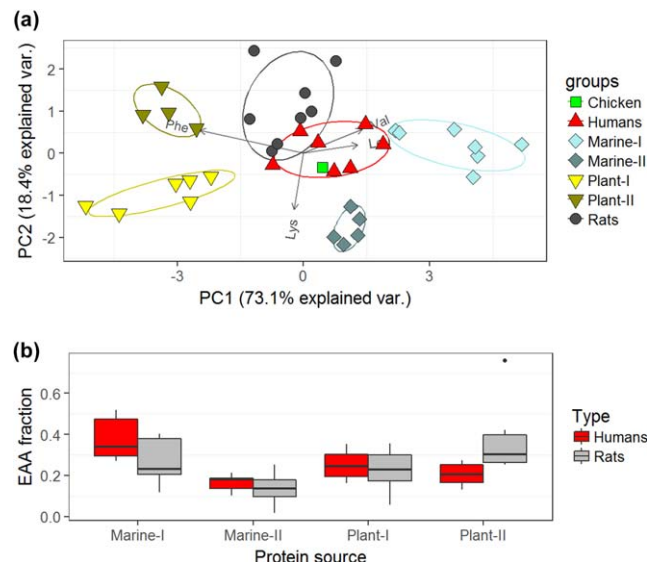 (a)
PC2 (18.4% explained var.)
2
1
0
-1
-2
Phe
Val
Lys
-3
0
3
PC1 (73.1% explained var.)
groups
Chicken
Humans
Marine-I
Marine-II
Plant-I
Plant-II
Rats
(b)
EAA fraction
0.6
0.4
0.2
0.0
Marine-I
Marine-II
Plant-I
Plant-II
Protein source
Type
Humans
Rats